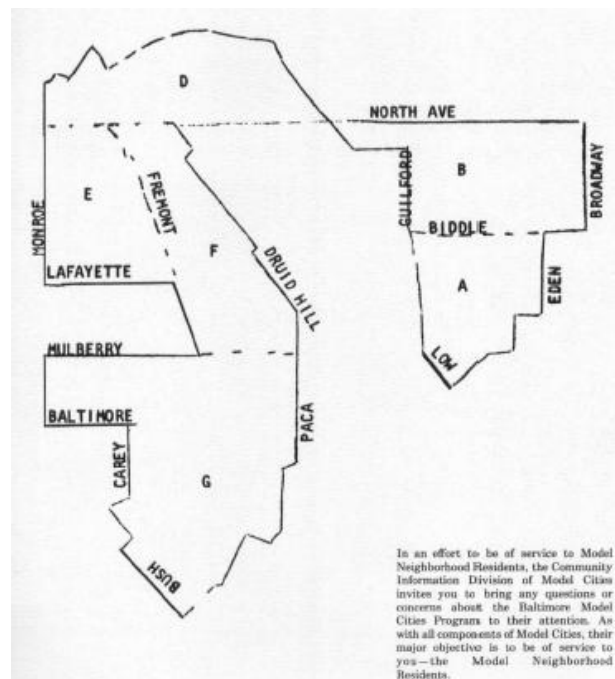 D
NORTH AVE
MONROE
E
FREMONT
F
GUILFORD
B
BROADWAY
BIDDLE
DRUID HILL
LAFAYETTE
A
EDEN
LOW
MULBERRY
BALTIMORE
CAREY
G
PACA
BUSH
In an effort to be of service to Model
Neighborhood Residents, the Community
Information Division of Model Cities
invites you to bring any questions or
concerns about the Baltimore Model
Cities Program to their attention. As
with all components of Model Cities, their
major objective is to be of service to
you—the Model Neighborhood
Residents.